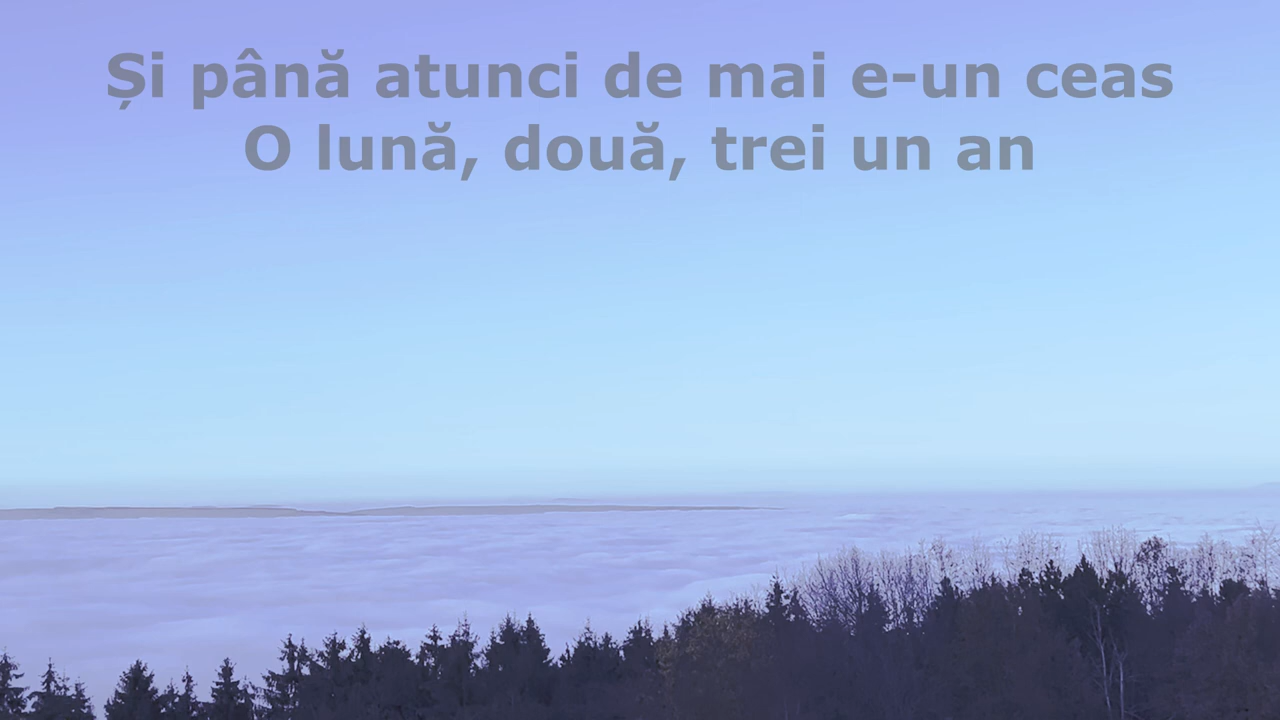 Și până atunci de mai e-un ceas
O lună, două, trei un an